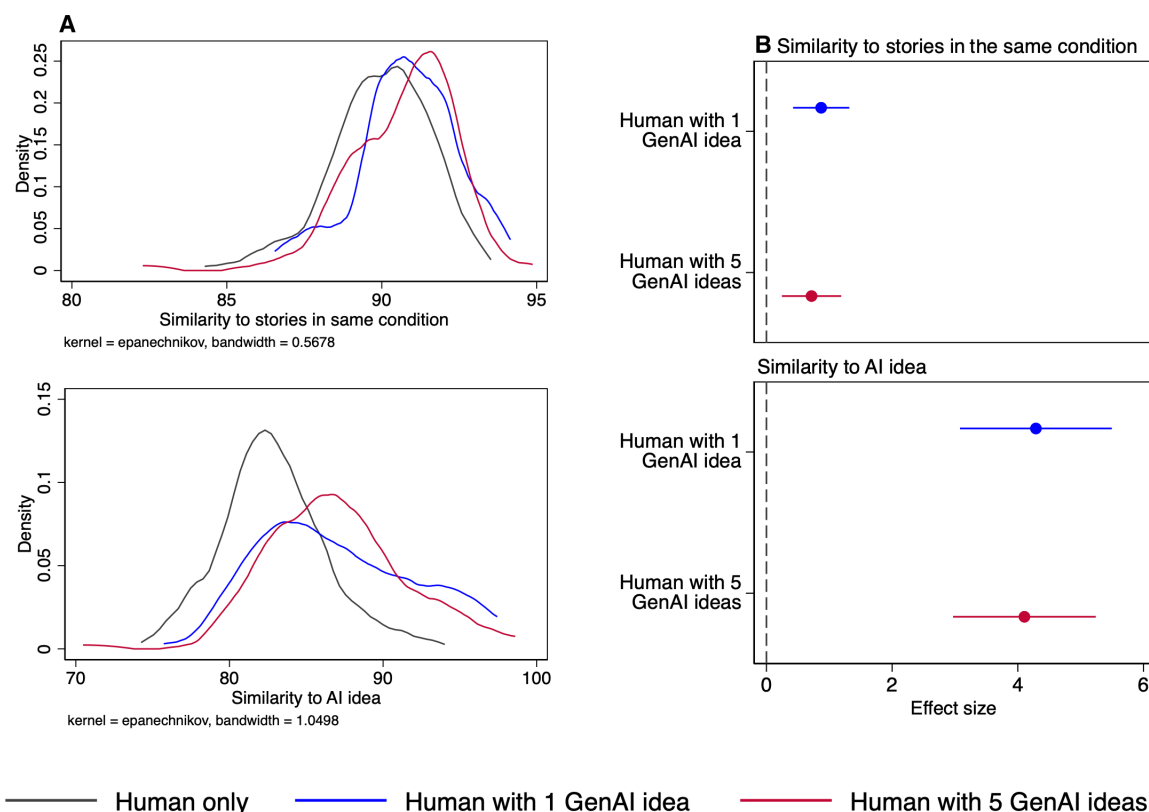 A
Density
0 0.05 0.1 0.15 0.2 0.25
80 85 90 95
Similarity to stories in same condition
kernel = epanechnikov, bandwidth = 0.5678
Density
0 0.05 0.1 0.15
70 80 90 100
Similarity to AI idea
kernel = epanechnikov, bandwidth = 1.0498
B Similarity to stories in the same condition
Human with 1
GenAI idea
Human with 5
GenAI ideas
Similarity to AI idea
Human with 1
GenAI idea
Human with 5
GenAI ideas
0 2 4 6
Effect size
Human only Human with 1 GenAI idea Human with 5 GenAI ideas